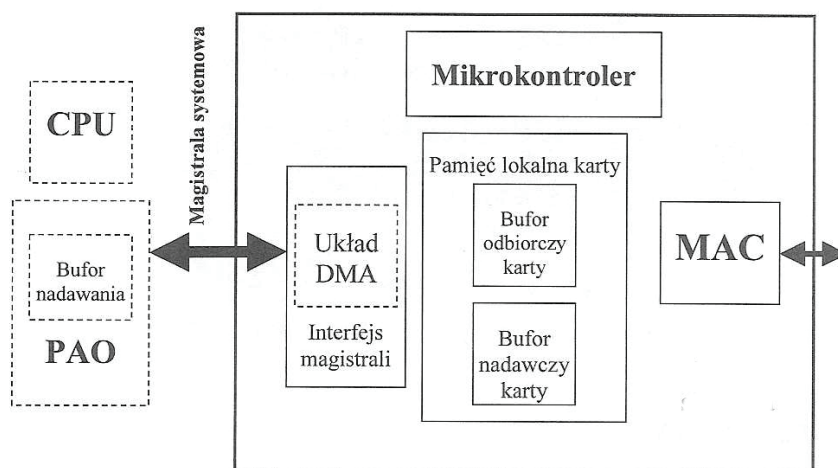 Mikrokontroler
CPU
Magistrala systemowa
Pamięć lokalna karty
Bufor
odbiorczy
karty
Układ
DMA
MAC
Bufor
nadawania
PAO
Interfejs
magistrali
Bufor
nadawczy
karty